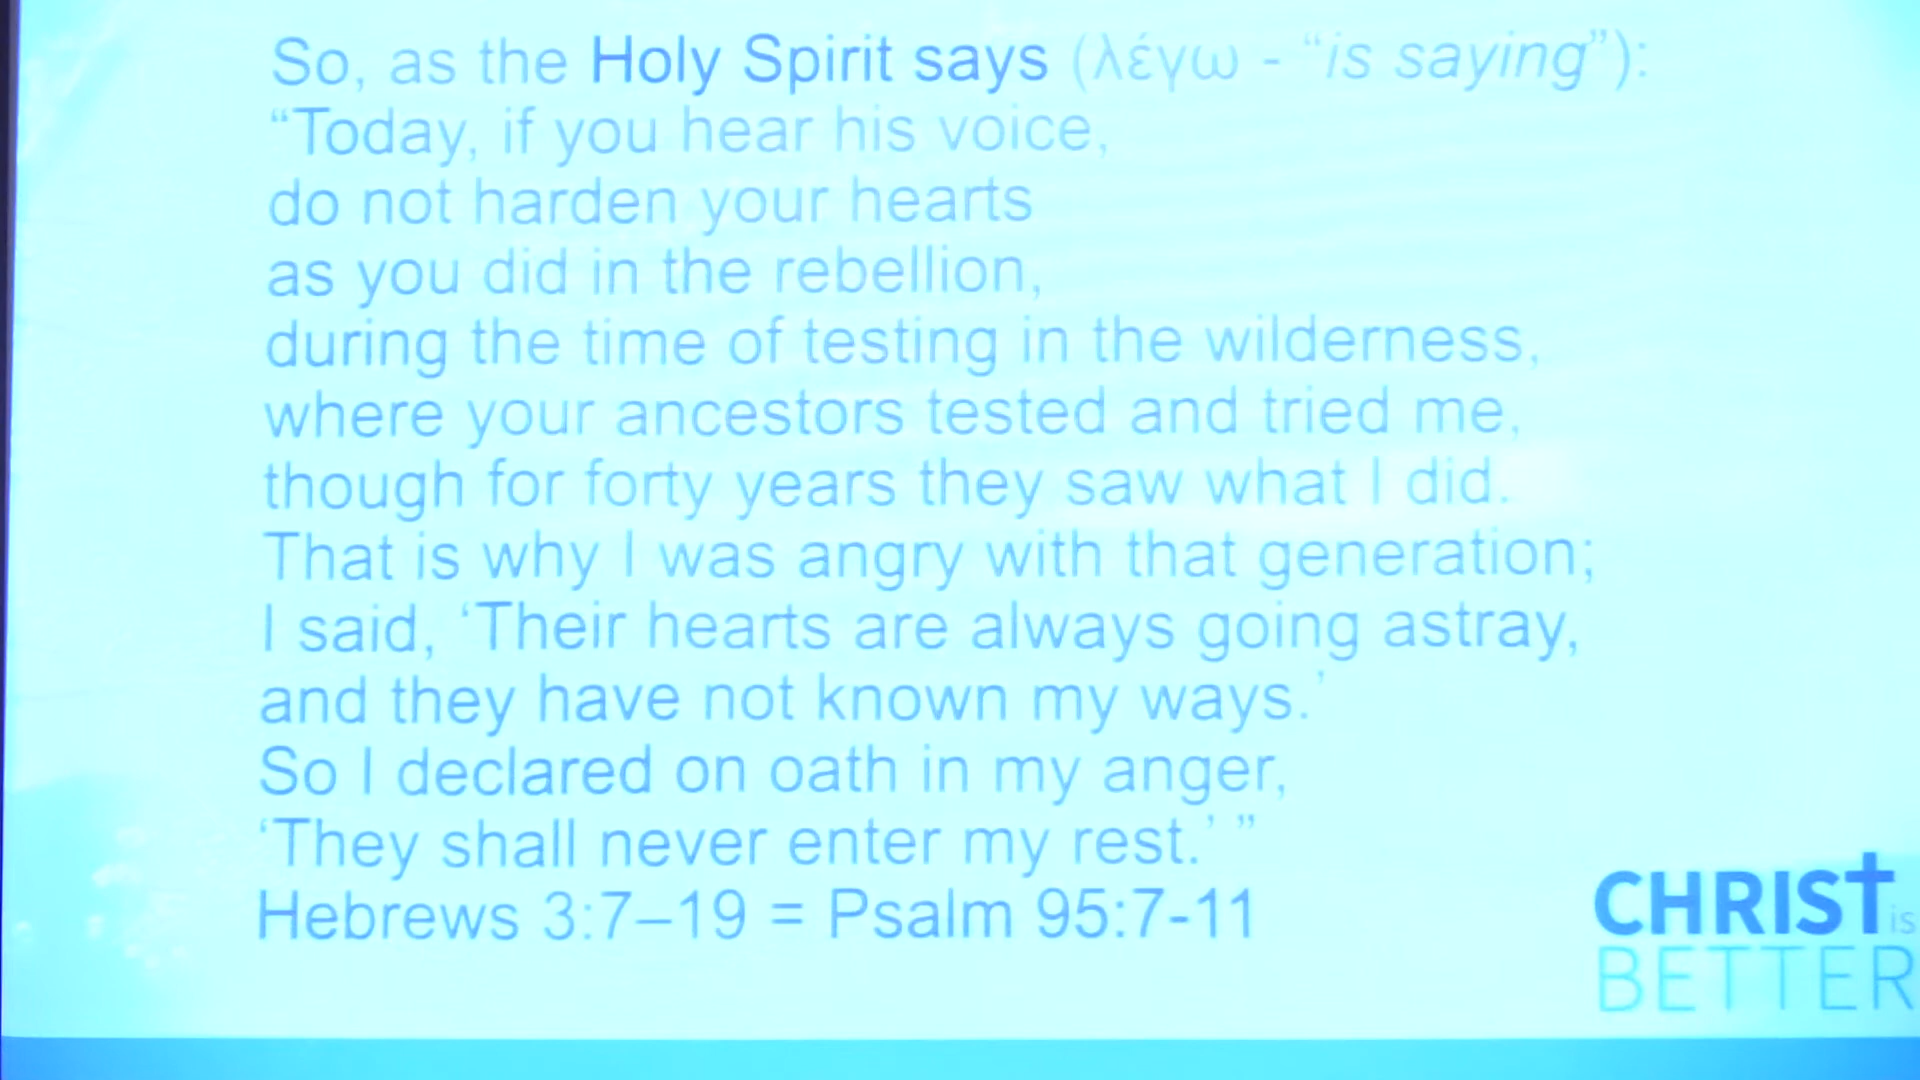 So, as the Holy Spirit says (λέγω - “is saying”):
“Today, if you hear his voice,
do not harden your hearts
as you did in the rebellion,
during the time of testing in the wilderness,
where your ancestors tested and tried me,
though for forty years they saw what I did.
That is why I was angry with that generation;
I said, ‘Their hearts are always going astray,
and they have not known my ways.’
So I declared on oath in my anger,
‘They shall never enter my rest.’ ”
Hebrews 3:7–19 = Psalm 95:7-11
CHRIST is
BETTER